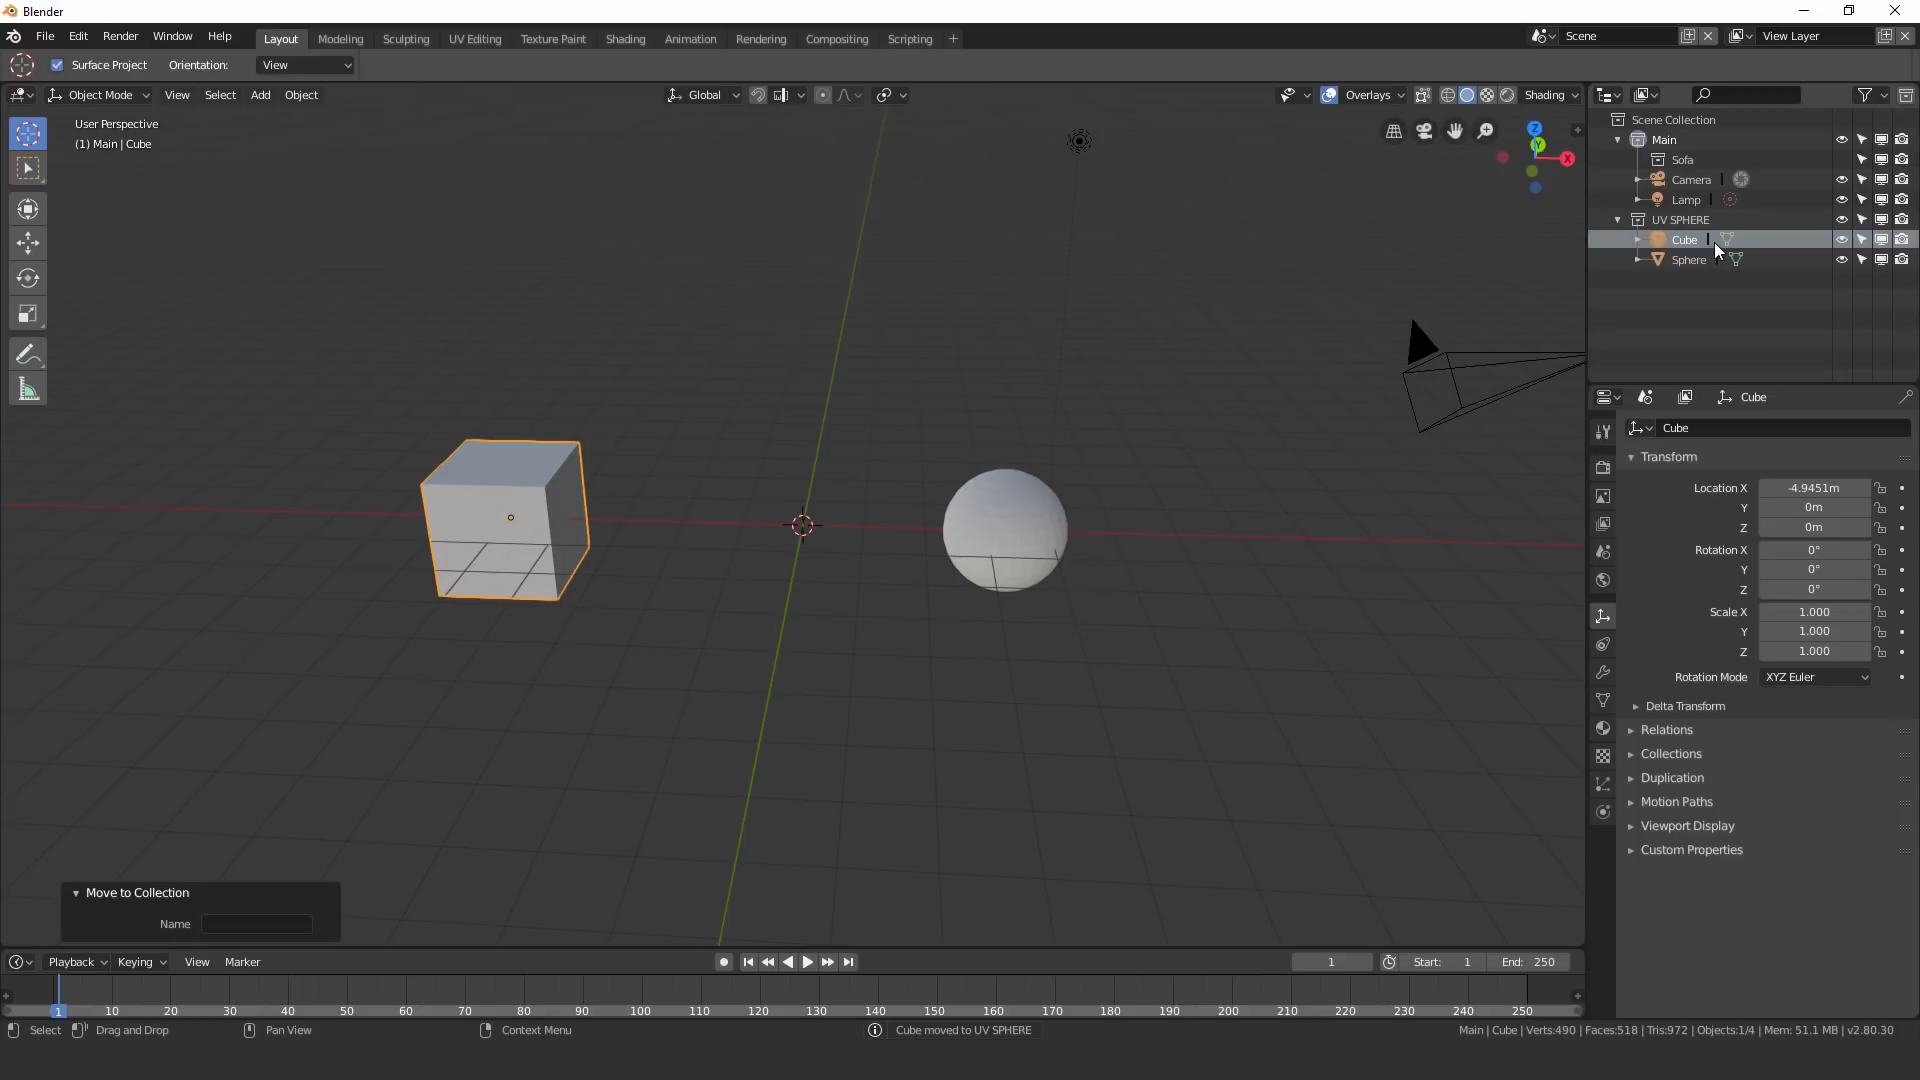 Blender
File Edit Render Window Help
Layout Modeling Sculpting UV Editing Texture Paint Shading Animation Rendering Compositing Scripting +
Scene
View Layer
Surface Project Orientation: View
Object Mode View Select Add Object
Global
Overlays
Shading
User Perspective
(1) Main | Cube
Z
Y
X
Scene Collection
Main
Sofa
Camera
Lamp
UV SPHERE
Cube
Sphere
Cube
Cube
Transform
Location X -4.9451m
Y 0m
Z 0m
Rotation X 0°
Y 0°
Z 0°
Scale X 1.000
Y 1.000
Z 1.000
Rotation Mode XYZ Euler
Delta Transform
Relations
Collections
Duplication
Motion Paths
Viewport Display
Custom Properties
Move to Collection
Name
Playback Keying View Marker
1 Start: 1 End: 250
1 10 20 30 40 50 60 70 80 90 100 110 120 130 140 150 160 170 180 190 200 210 220 230 240 250
Select Drag and Drop Pan View Context Menu Cube moved to UV SPHERE Main | Cube | Verts:490 | Faces:518 | Tris:972 | Objects:1/4 | Mem: 51.1 MB | v2.80.30